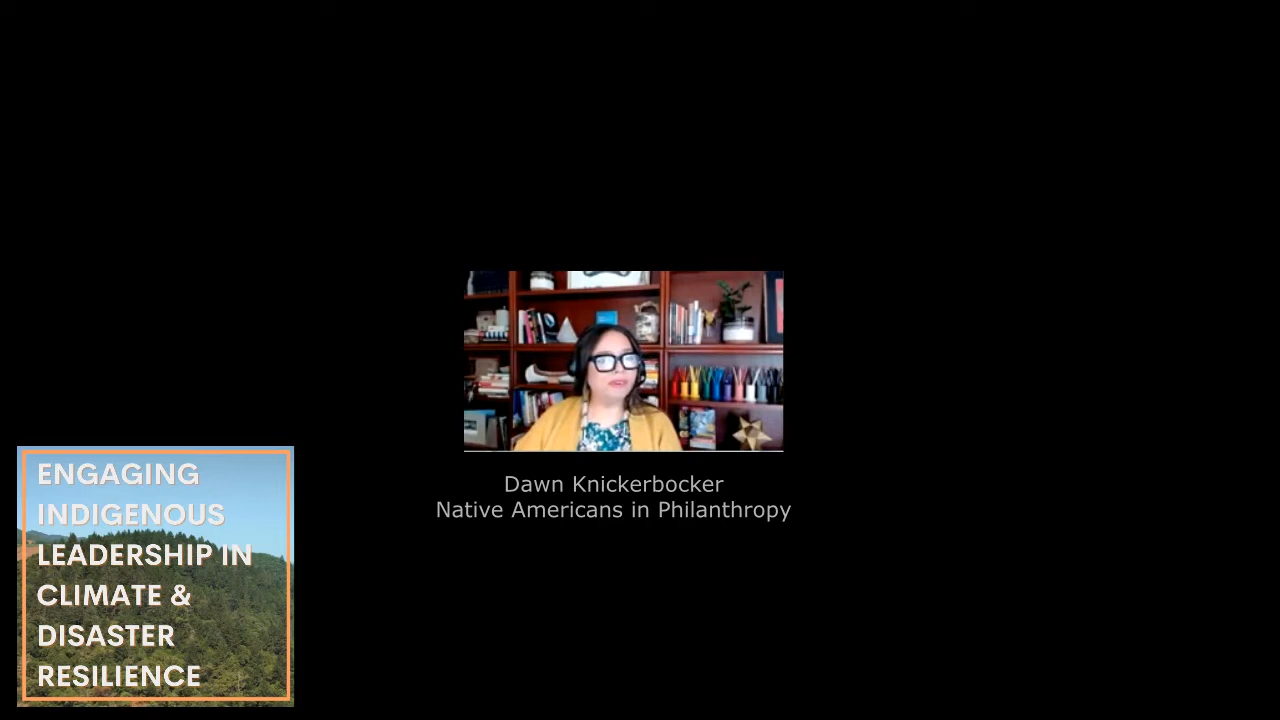 Dawn Knickerbocker
Native Americans in Philanthropy
ENGAGING
INDIGENOUS
LEADERSHIP IN
CLIMATE &
DISASTER
RESILIENCE